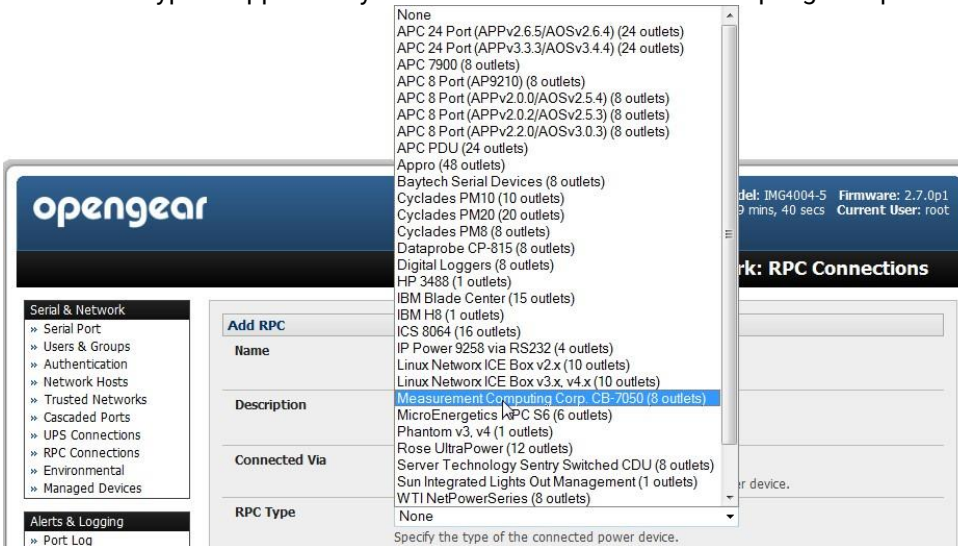 None
APC 24 Port (APPv2.6.5/AOSv2.6.4) (24 outlets)
APC 24 Port (APPv3.3.3/AOSv3.4.4) (24 outlets)
APC 7900 (8 outlets)
APC 8 Port (AP9210) (8 outlets)
APC 8 Port (APPv2.0.0/AOSv2.5.4) (8 outlets)
APC 8 Port (APPv2.0.2/AOSv2.5.3) (8 outlets)
APC 8 Port (APPv2.2.0/AOSv3.0.3) (8 outlets)
APC PDU (24 outlets)
Appro (48 outlets)
Baytech Serial Devices (8 outlets)
Cyclades PM10 (10 outlets)
Cyclades PM20 (20 outlets)
Cyclades PM8 (8 outlets)
Dataprobe CP-815 (8 outlets)
Digital Loggers (8 outlets)
HP 3488 (1 outlets)
IBM Blade Center (15 outlets)
IBM H8 (1 outlets)
ICS 8064 (16 outlets)
IP Power 9258 via RS232 (4 outlets)
Linux Networx ICE Box v2.x (10 outlets)
Linux Networx ICE Box v3.x, v4.x (10 outlets)
Measurement Computing Corp. CB-7050 (8 outlets)
MicroEnergetics PC S6 (6 outlets)
Phantom v3, v4 (1 outlets)
Rose UltraPower (12 outlets)
Server Technology Sentry Switched CDU (8 outlets)
Sun Integrated Lights Out Management (1 outlets)
WTI NetPowerSeries (8 outlets)
opengear
IMG4004-5 Firmware: 2.7.0p1
9 mins, 40 secs Current User: root
RPC Connections
Serial & Network
» Serial Port
» Users & Groups
» Authentication
» Network Hosts
» Trusted Networks
» Cascaded Ports
» UPS Connections
» RPC Connections
» Environmental
» Managed Devices
Alerts & Logging
» Port Log
Add RPC
Name
Description
Connected Via
device.
RPC Type
None
Specify the type of the connected power device.